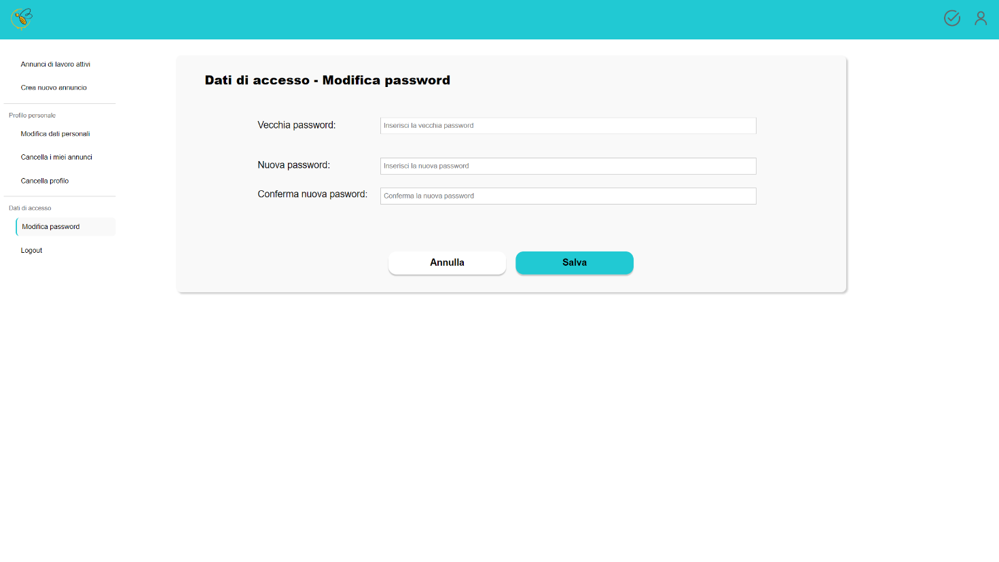 Annunci di lavoro attivi
Crea nuovo annuncio
Profilo personale
Modifica dati personali
Cancella i miei annunci
Cancella profilo
Dati di accesso
Modifica password
Logout
Dati di accesso - Modifica password
Vecchia password:
Inserisci la vecchia password
Nuova password:
Inserisci la nuova password
Conferma nuova pasword:
Conferma la nuova password
Annulla
Salva